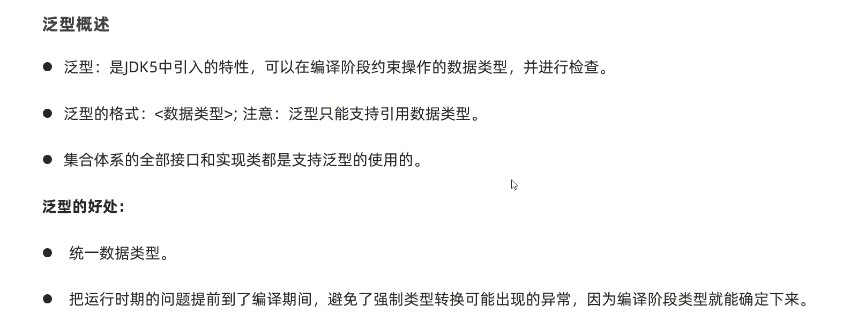 泛型概述
● 泛型：是JDK5中引入的特性，可以在编译阶段约束操作的数据类型，并进行检查。
● 泛型的格式：<数据类型>; 注意：泛型只能支持引用数据类型。
● 集合体系的全部接口和实现类都是支持泛型的使用的。
泛型的好处：
● 统一数据类型。
● 把运行时期的问题提前到了编译期间，避免了强制类型转换可能出现的异常，因为编译阶段类型就能确定下来。